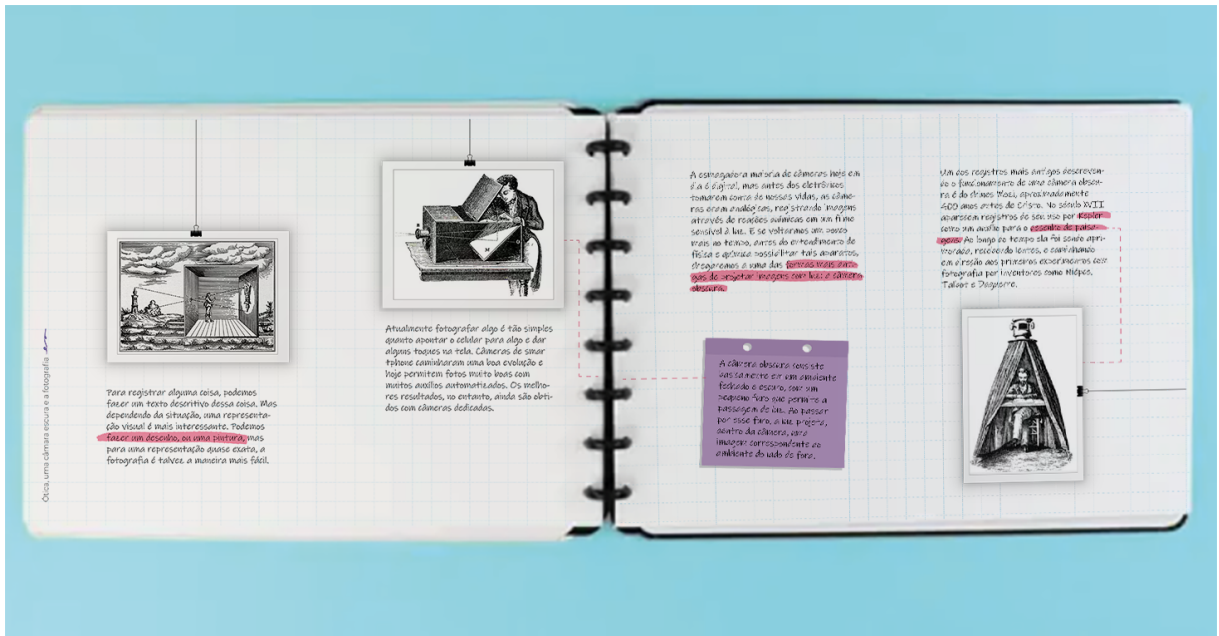 Ótica, uma câmara escura e a fotografia
Para registrar alguma coisa, podemos
fazer um texto descritivo dessa coisa. Mas
dependendo da situação, uma representa-
ção visual é mais interessante. Podemos
fazer um desenho, ou uma pintura, mas
para uma representação quase exata, a
fotografia é talvez a maneira mais fácil.
Atualmente fotografar algo é tão simples
quanto apontar o celular para algo e dar
alguns toques na tela. Câmeras de smar
tphone caminharam uma boa evolução e
hoje permitem fotos muito boas com
muitos auxílios automatizados. Os melho-
res resultados, no entanto, ainda são obti-
dos com câmeras dedicadas.
A esmagadora maioria de câmeras hoje em
dia é digital, mas antes dos eletrônicos
tomarem conta de nossas vidas, as câme-
ras eram analógicas, registrando imagens
através de reações químicas em um filme
sensível à luz. E se voltarmos um pouco
mais no tempo, antes do entendimento de
física e química possibilitar tais aparatos,
chegaremos a uma das formas mais anti-
gas de projetar imagens com luz: a câmera
obscura.
A câmera obscura consiste
basicamente em um ambiente
fechado e escuro, com um
pequeno furo que permite a
passagem de luz. Ao passar
por esse furo, a luz projeta,
dentro da câmera, uma
imagem correspondente ao
ambiente do lado de fora.
Um dos registros mais antigos descreven-
do o funcionamento de uma câmera obscu-
ra é do chinês Mozi, aproximadamente
400 anos antes de Cristo. No século XVII
aparecem registros de seu uso por Kepler
como um auxílio para o desenho de paisa-
gens. Ao longo do tempo ela foi sendo apri-
morada, recebendo lentes, e caminhando
em direção aos primeiros experimentos com
fotografia por inventores como Niépce,
Talbot e Daguerre.